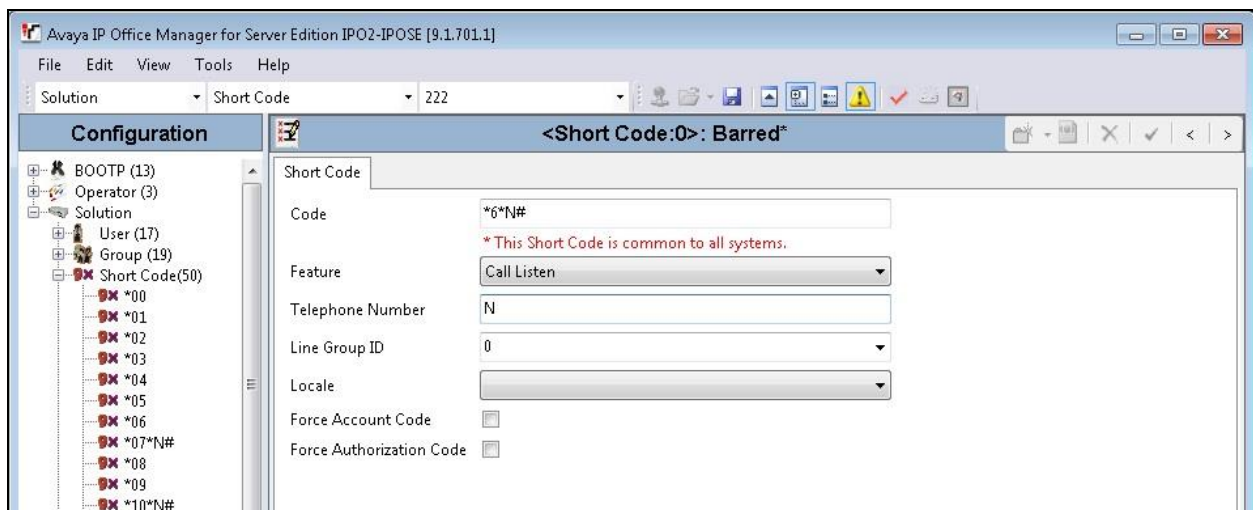 Avaya IP Office Manager for Server Edition IPO2-IPOSE [9.1.701.1]
File Edit View Tools Help
Solution Short Code 222
Configuration
<Short Code:0>: Barred*
BOOTP (13)
Operator (3)
Solution
User (17)
Group (19)
Short Code(50)
*00
*01
*02
*03
*04
*05
*06
*07*N#
*08
*09
*10*N#
Short Code
Code *6*N#
* This Short Code is common to all systems.
Feature Call Listen
Telephone Number N
Line Group ID 0
Locale
Force Account Code
Force Authorization Code